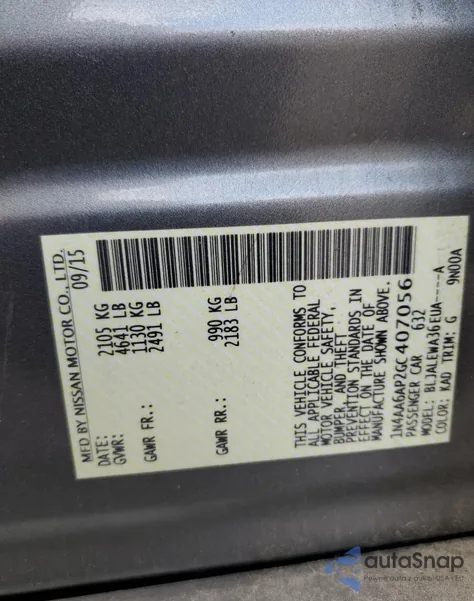 MFD BY NISSAN MOTOR CO., LTD.
DATE: 09/15
GVWR: 2105 KG
4641 LB
GAWR FR.: 1130 KG
2491 LB
GAWR RR.: 990 KG
2183 LB
THIS VEHICLE CONFORMS TO
ALL APPLICABLE FEDERAL
MOTOR VEHICLE SAFETY,
BUMPER, AND THEFT
PREVENTION STANDARDS IN
EFFECT ON THE DATE OF
MANUFACTURE SHOWN ABOVE.
1N4AA6AP2GC407056
PASSENGER CAR 632
MODEL: BLJALEWA36EUA----A
COLOR: KAD TRIM: G 9N00A
autaSnap